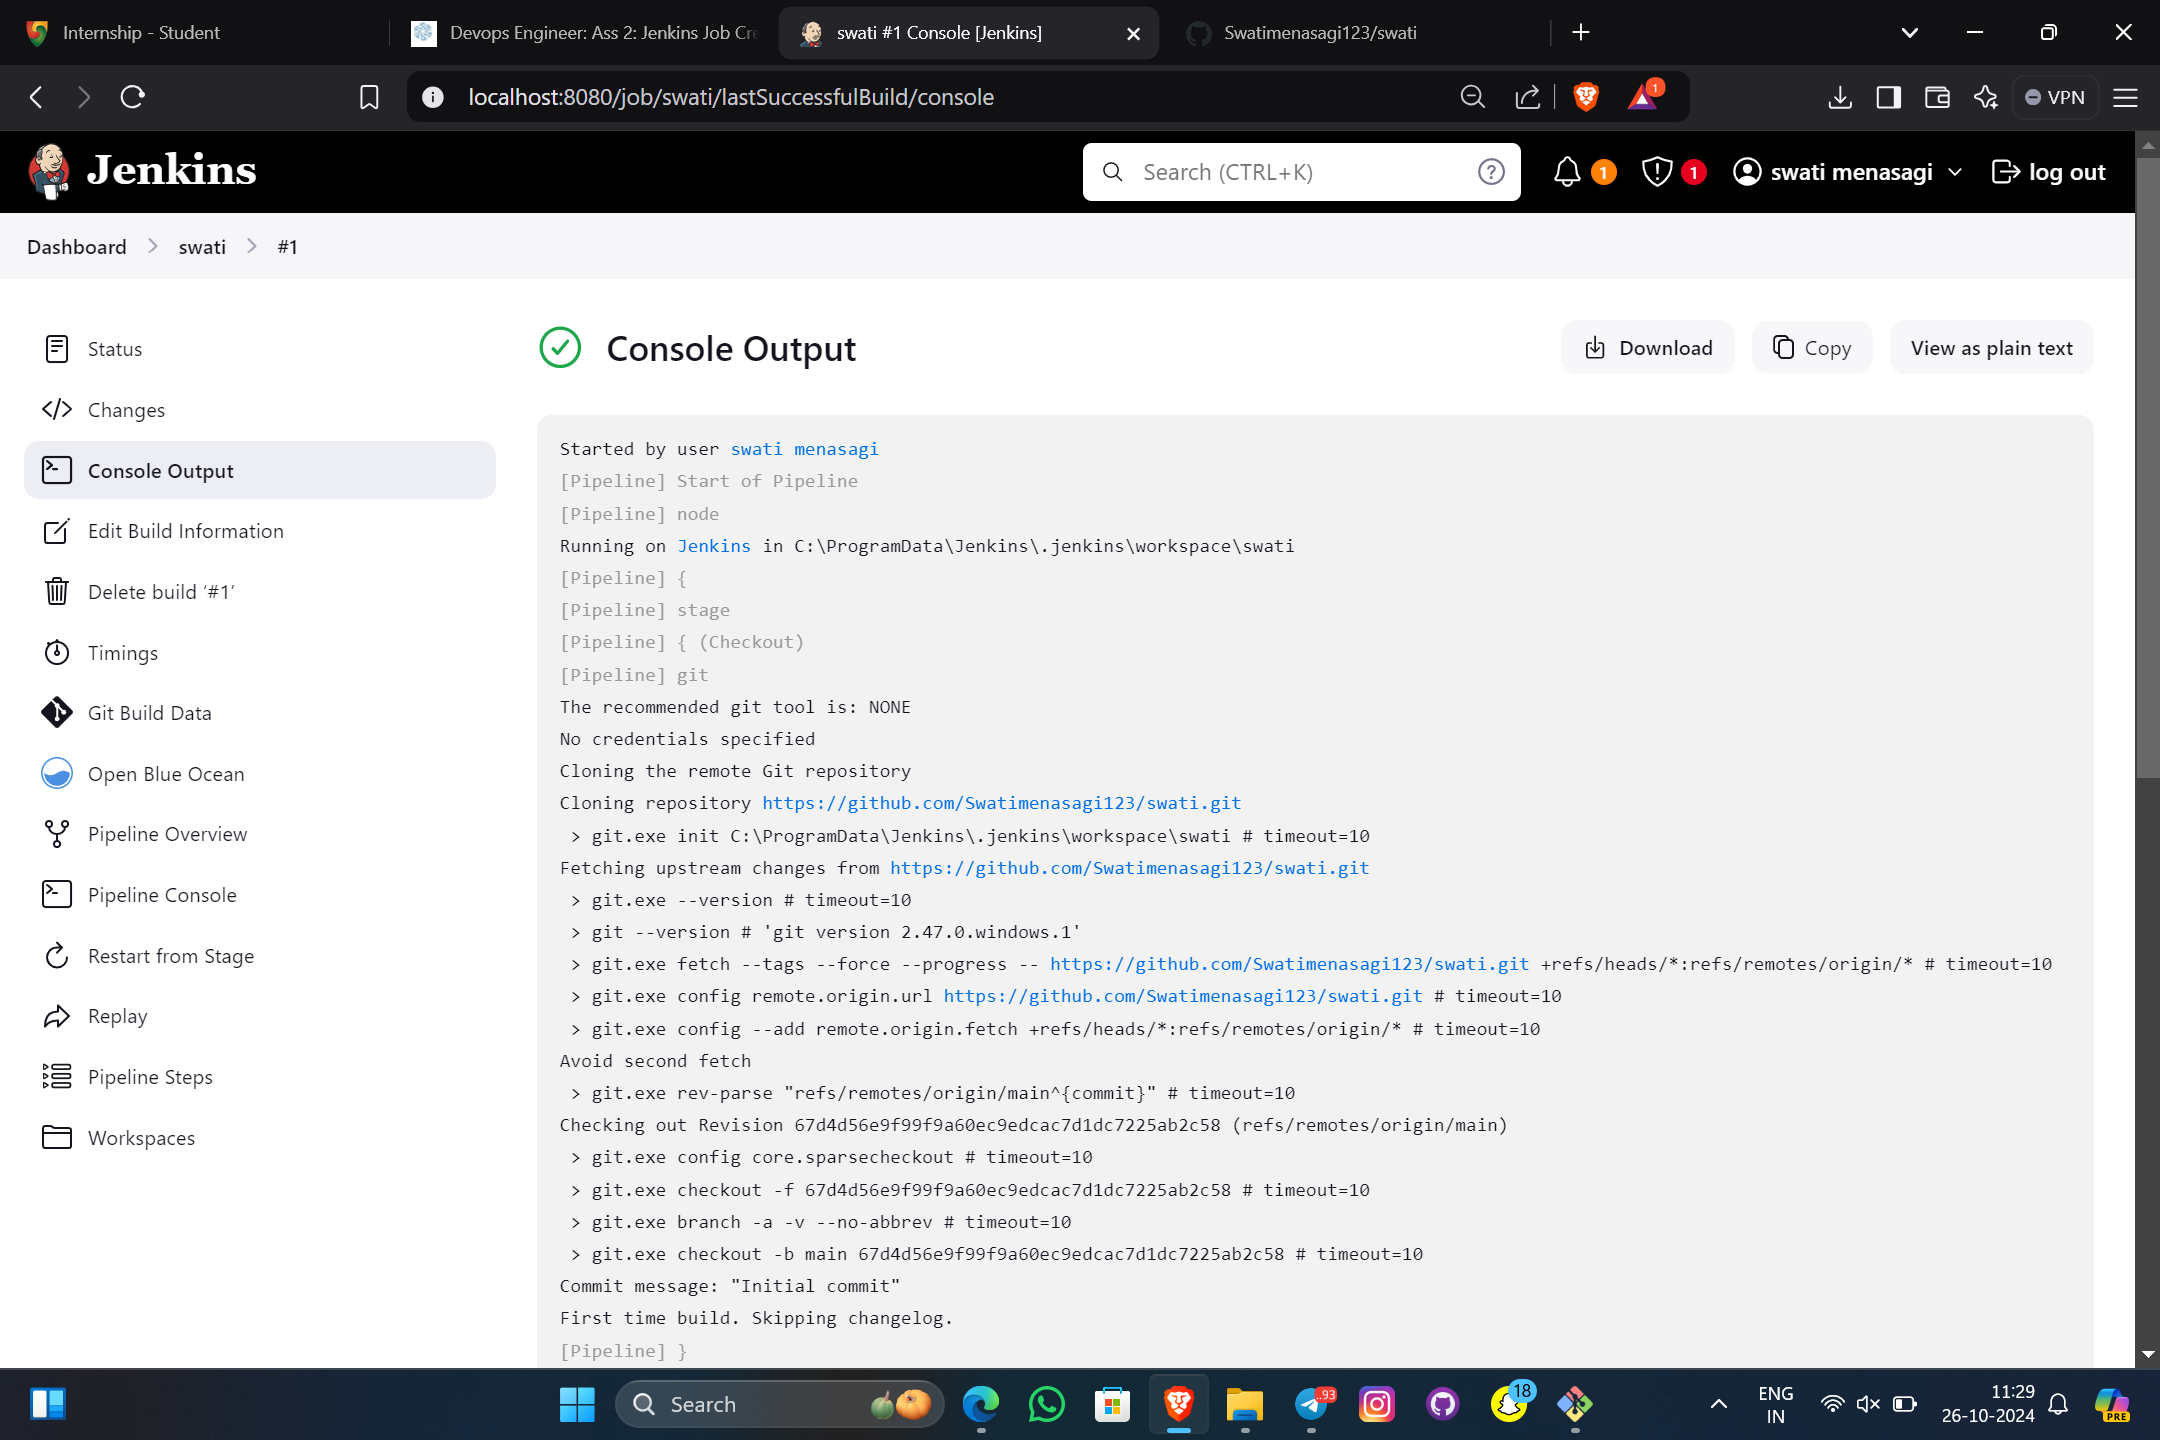 Internship - Student
Devops Engineer: Ass 2: Jenkins Job Cre
swati #1 Console [Jenkins]
Swatimenasagi123/swati
localhost:8080/job/swati/lastSuccessfulBuild/console
1
VPN
Jenkins
Search (CTRL+K)
1
1
swati menasagi
log out
Dashboard
swati
#1
Status
Changes
Console Output
Edit Build Information
Delete build ‘#1’
Timings
Git Build Data
Open Blue Ocean
Pipeline Overview
Pipeline Console
Restart from Stage
Replay
Pipeline Steps
Workspaces
Console Output
Download
Copy
View as plain text
Started by user swati menasagi
[Pipeline] Start of Pipeline
[Pipeline] node
Running on Jenkins in C:\ProgramData\Jenkins\.jenkins\workspace\swati
[Pipeline] {
[Pipeline] stage
[Pipeline] { (Checkout)
[Pipeline] git
The recommended git tool is: NONE
No credentials specified
Cloning the remote Git repository
Cloning repository https://github.com/Swatimenasagi123/swati.git
> git.exe init C:\ProgramData\Jenkins\.jenkins\workspace\swati # timeout=10
Fetching upstream changes from https://github.com/Swatimenasagi123/swati.git
> git.exe --version # timeout=10
> git --version # 'git version 2.47.0.windows.1'
> git.exe fetch --tags --force --progress -- https://github.com/Swatimenasagi123/swati.git +refs/heads/*:refs/remotes/origin/* # timeout=10
> git.exe config remote.origin.url https://github.com/Swatimenasagi123/swati.git # timeout=10
> git.exe config --add remote.origin.fetch +refs/heads/*:refs/remotes/origin/* # timeout=10
Avoid second fetch
> git.exe rev-parse "refs/remotes/origin/main^{commit}" # timeout=10
Checking out Revision 67d4d56e9f99f9a60ec9edcac7d1dc7225ab2c58 (refs/remotes/origin/main)
> git.exe config core.sparsecheckout # timeout=10
> git.exe checkout -f 67d4d56e9f99f9a60ec9edcac7d1dc7225ab2c58 # timeout=10
> git.exe branch -a -v --no-abbrev # timeout=10
> git.exe checkout -b main 67d4d56e9f99f9a60ec9edcac7d1dc7225ab2c58 # timeout=10
Commit message: "Initial commit"
First time build. Skipping changelog.
[Pipeline] }
Search
..93
18
ENG
IN
11:29
26-10-2024
PRE